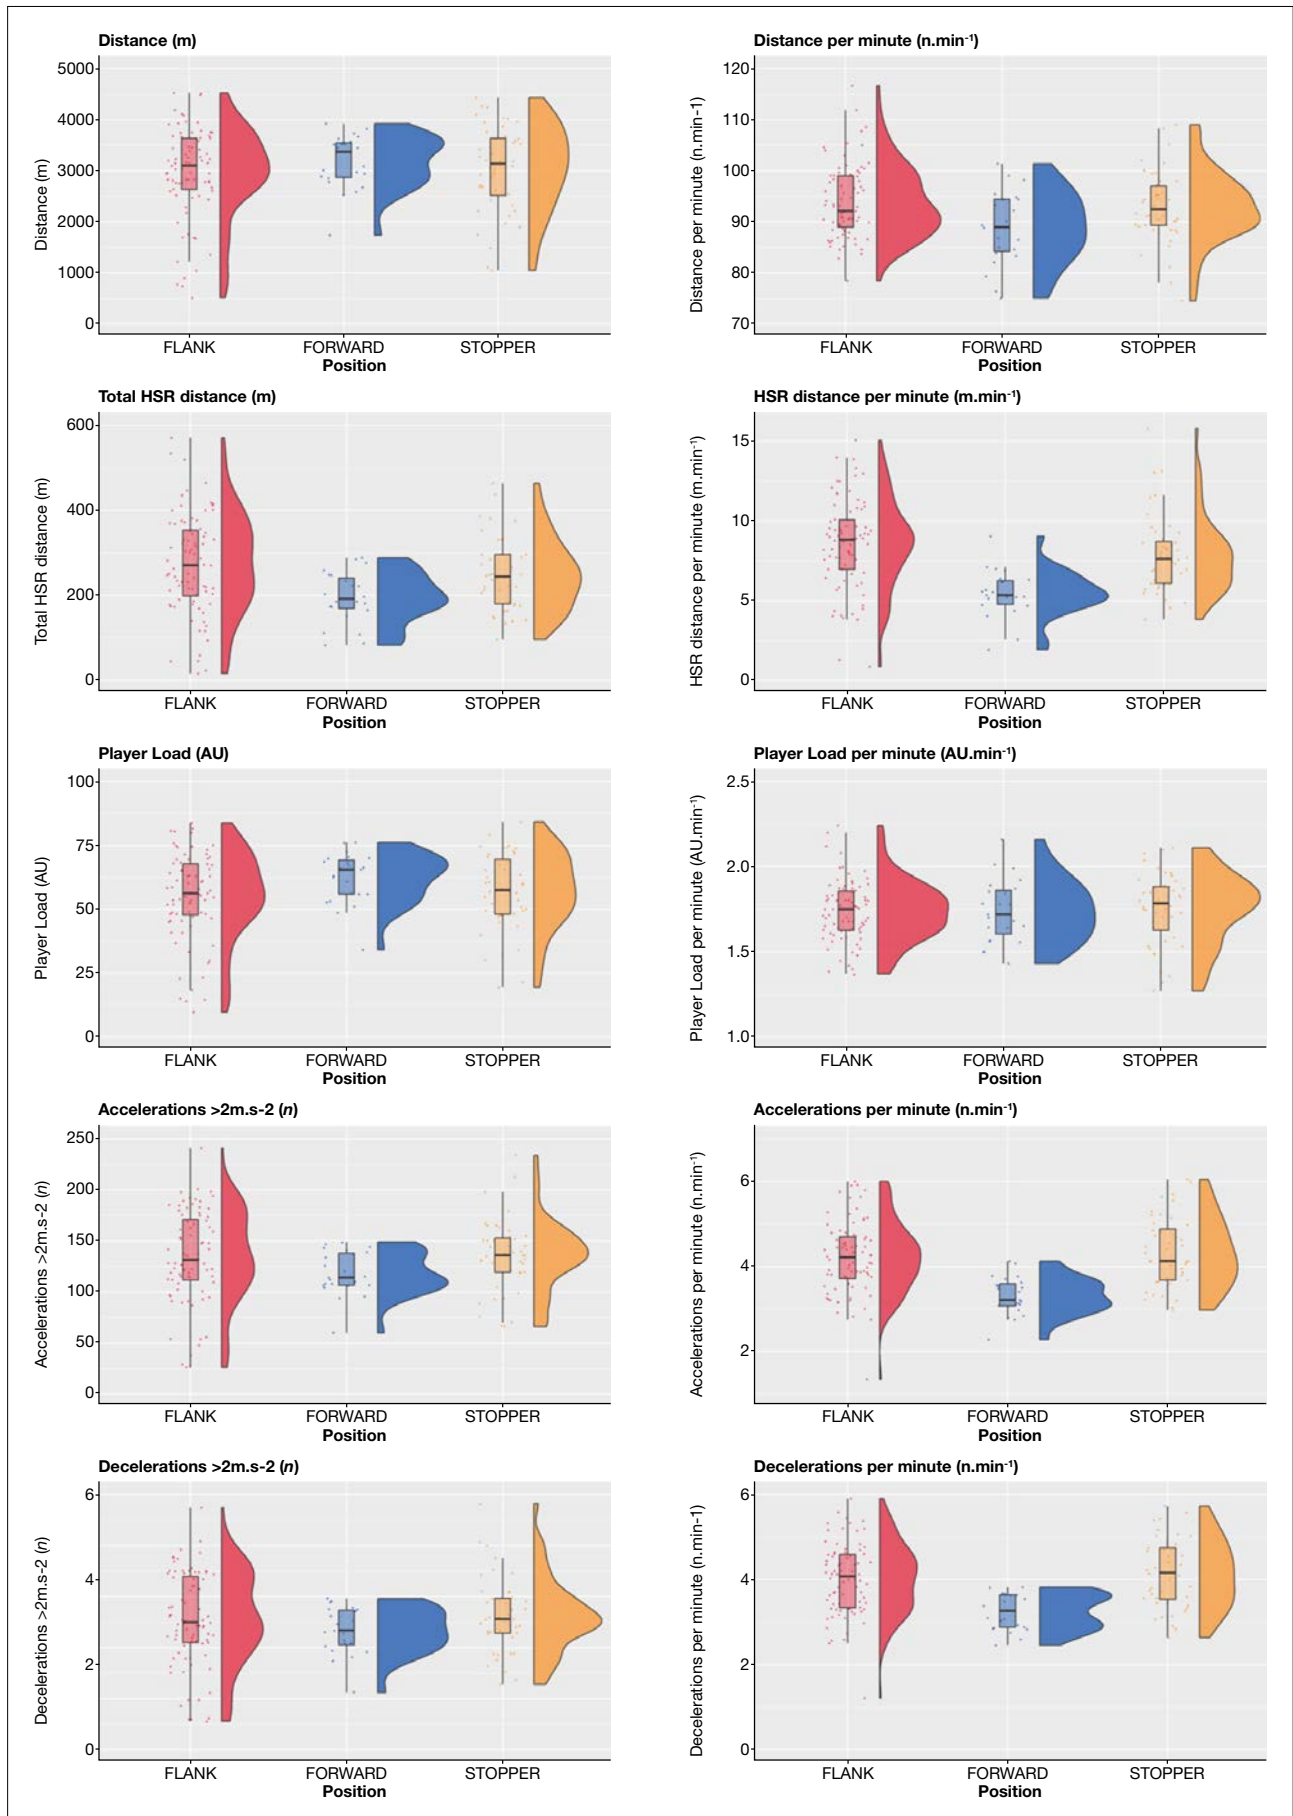 Distance (m)
Distance (m)
5000
4000
3000
2000
1000
0
FLANK FORWARD STOPPER
Position
Distance per minute (n.min-1)
Distance per minute (n.min-1)
120
110
100
90
80
70
FLANK FORWARD STOPPER
Position
Total HSR distance (m)
Total HSR distance (m)
600
400
200
0
FLANK FORWARD STOPPER
Position
HSR distance per minute (m.min-1)
HSR distance per minute (m.min-1)
15
10
5
0
FLANK FORWARD STOPPER
Position
Player Load (AU)
Player Load (AU)
100
75
50
25
0
FLANK FORWARD STOPPER
Position
Player Load per minute (AU.min-1)
Player Load per minute (AU.min-1)
2.5
2.0
1.5
1.0
FLANK FORWARD STOPPER
Position
Accelerations >2m.s-2 (n)
Accelerations >2m.s-2 (n)
250
200
150
100
50
0
FLANK FORWARD STOPPER
Position
Accelerations per minute (n.min-1)
Accelerations per minute (n.min-1)
6
4
2
FLANK FORWARD STOPPER
Position
Decelerations >2m.s-2 (n)
Decelerations >2m.s-2 (n)
6
4
2
0
FLANK FORWARD STOPPER
Position
Decelerations per minute (n.min-1)
Decelerations per minute (n.min-1)
6
4
2
0
FLANK FORWARD STOPPER
Position